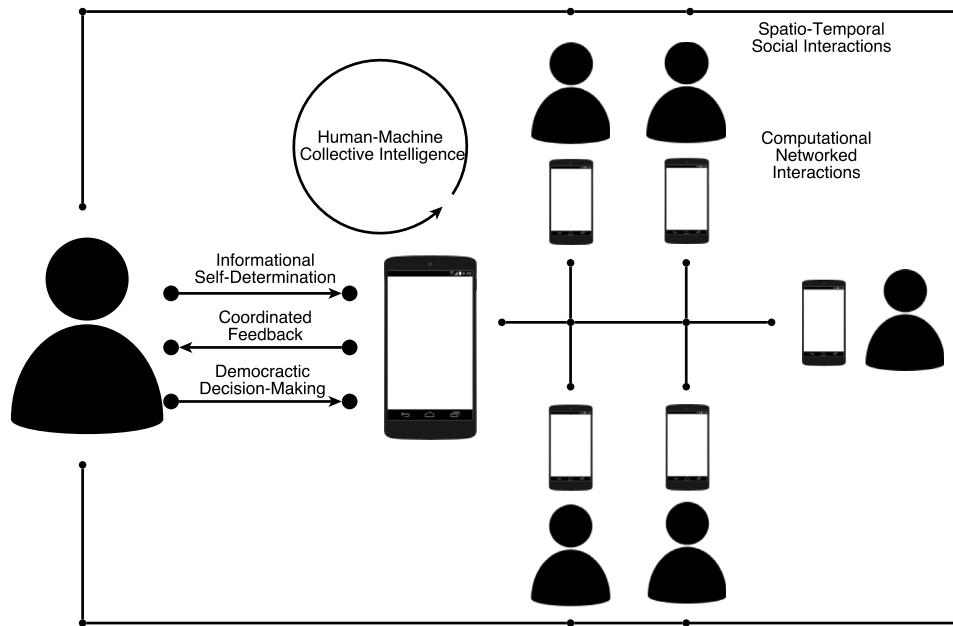 Spatio-Temporal
Social Interactions
Human-Machine
Collective Intelligence
Computational
Networked
Interactions
Informational
Self-Determination
Coordinated
Feedback
Democractic
Decision-Making